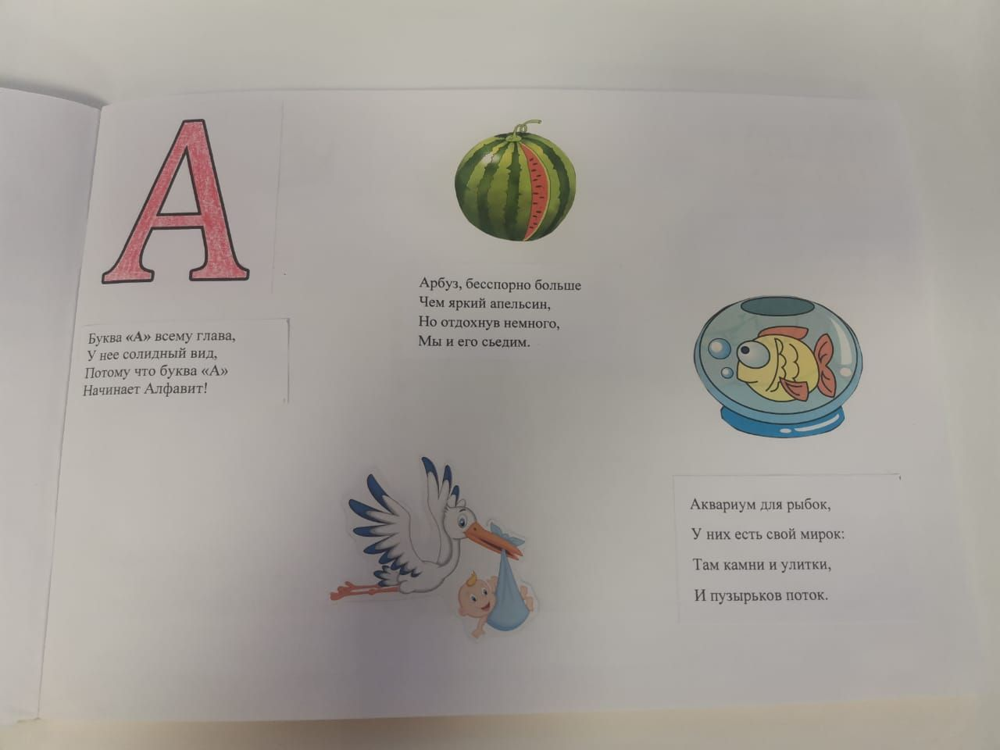 А
Буква «А» всему глава,
У нее солидный вид,
Потому что буква «А»
Начинает Алфавит!
Арбуз, бесспорно больше
Чем яркий апельсин,
Но отдохнув немного,
Мы и его сьедим.
Аквариум для рыбок,
У них есть свой мирок:
Там камни и улитки,
И пузырьков поток.